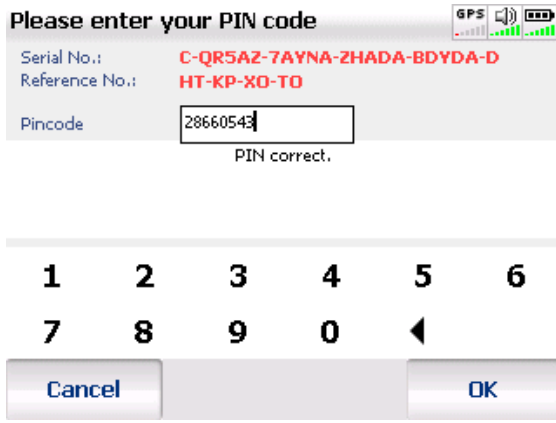 Please enter your PIN code GPS
Serial No.: C-QR5AZ-7AYNA-ZHADA-BDYDA-D
Reference No.: HT-KP-XO-TO
Pincode 28660543
PIN correct.
1 2 3 4 5 6
7 8 9 0
Cancel OK